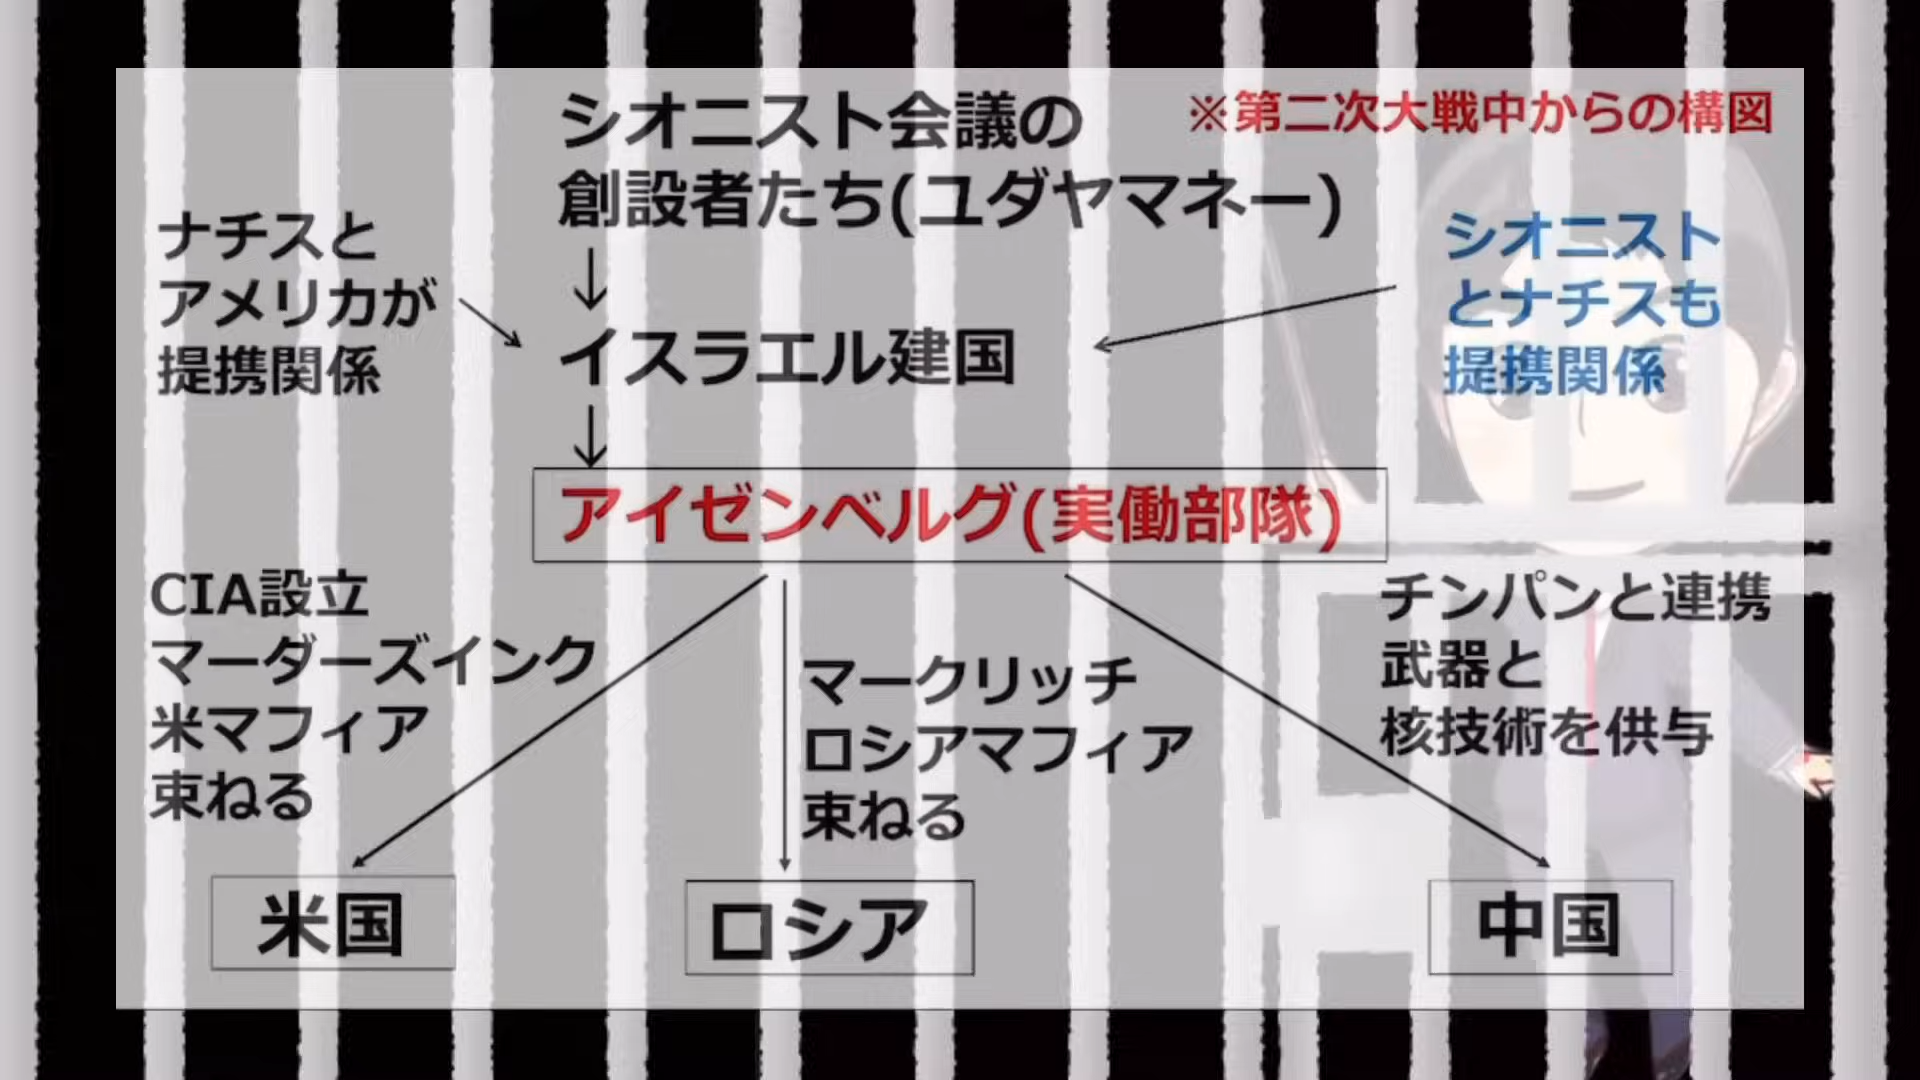 シオニスト会議の
創設者たち(ユダヤマネー)
※第二次大戦中からの構図
ナチスと
アメリカが
提携関係
シオニスト
とナチスも
提携関係
↓
イスラエル建国
↓
アイゼンベルグ(実働部隊)
CIA設立
マーダーズインク
米マフィア
束ねる
マークリッチ
ロシアマフィア
束ねる
チンパンと連携
武器と
核技術を供与
米国
ロシア
中国